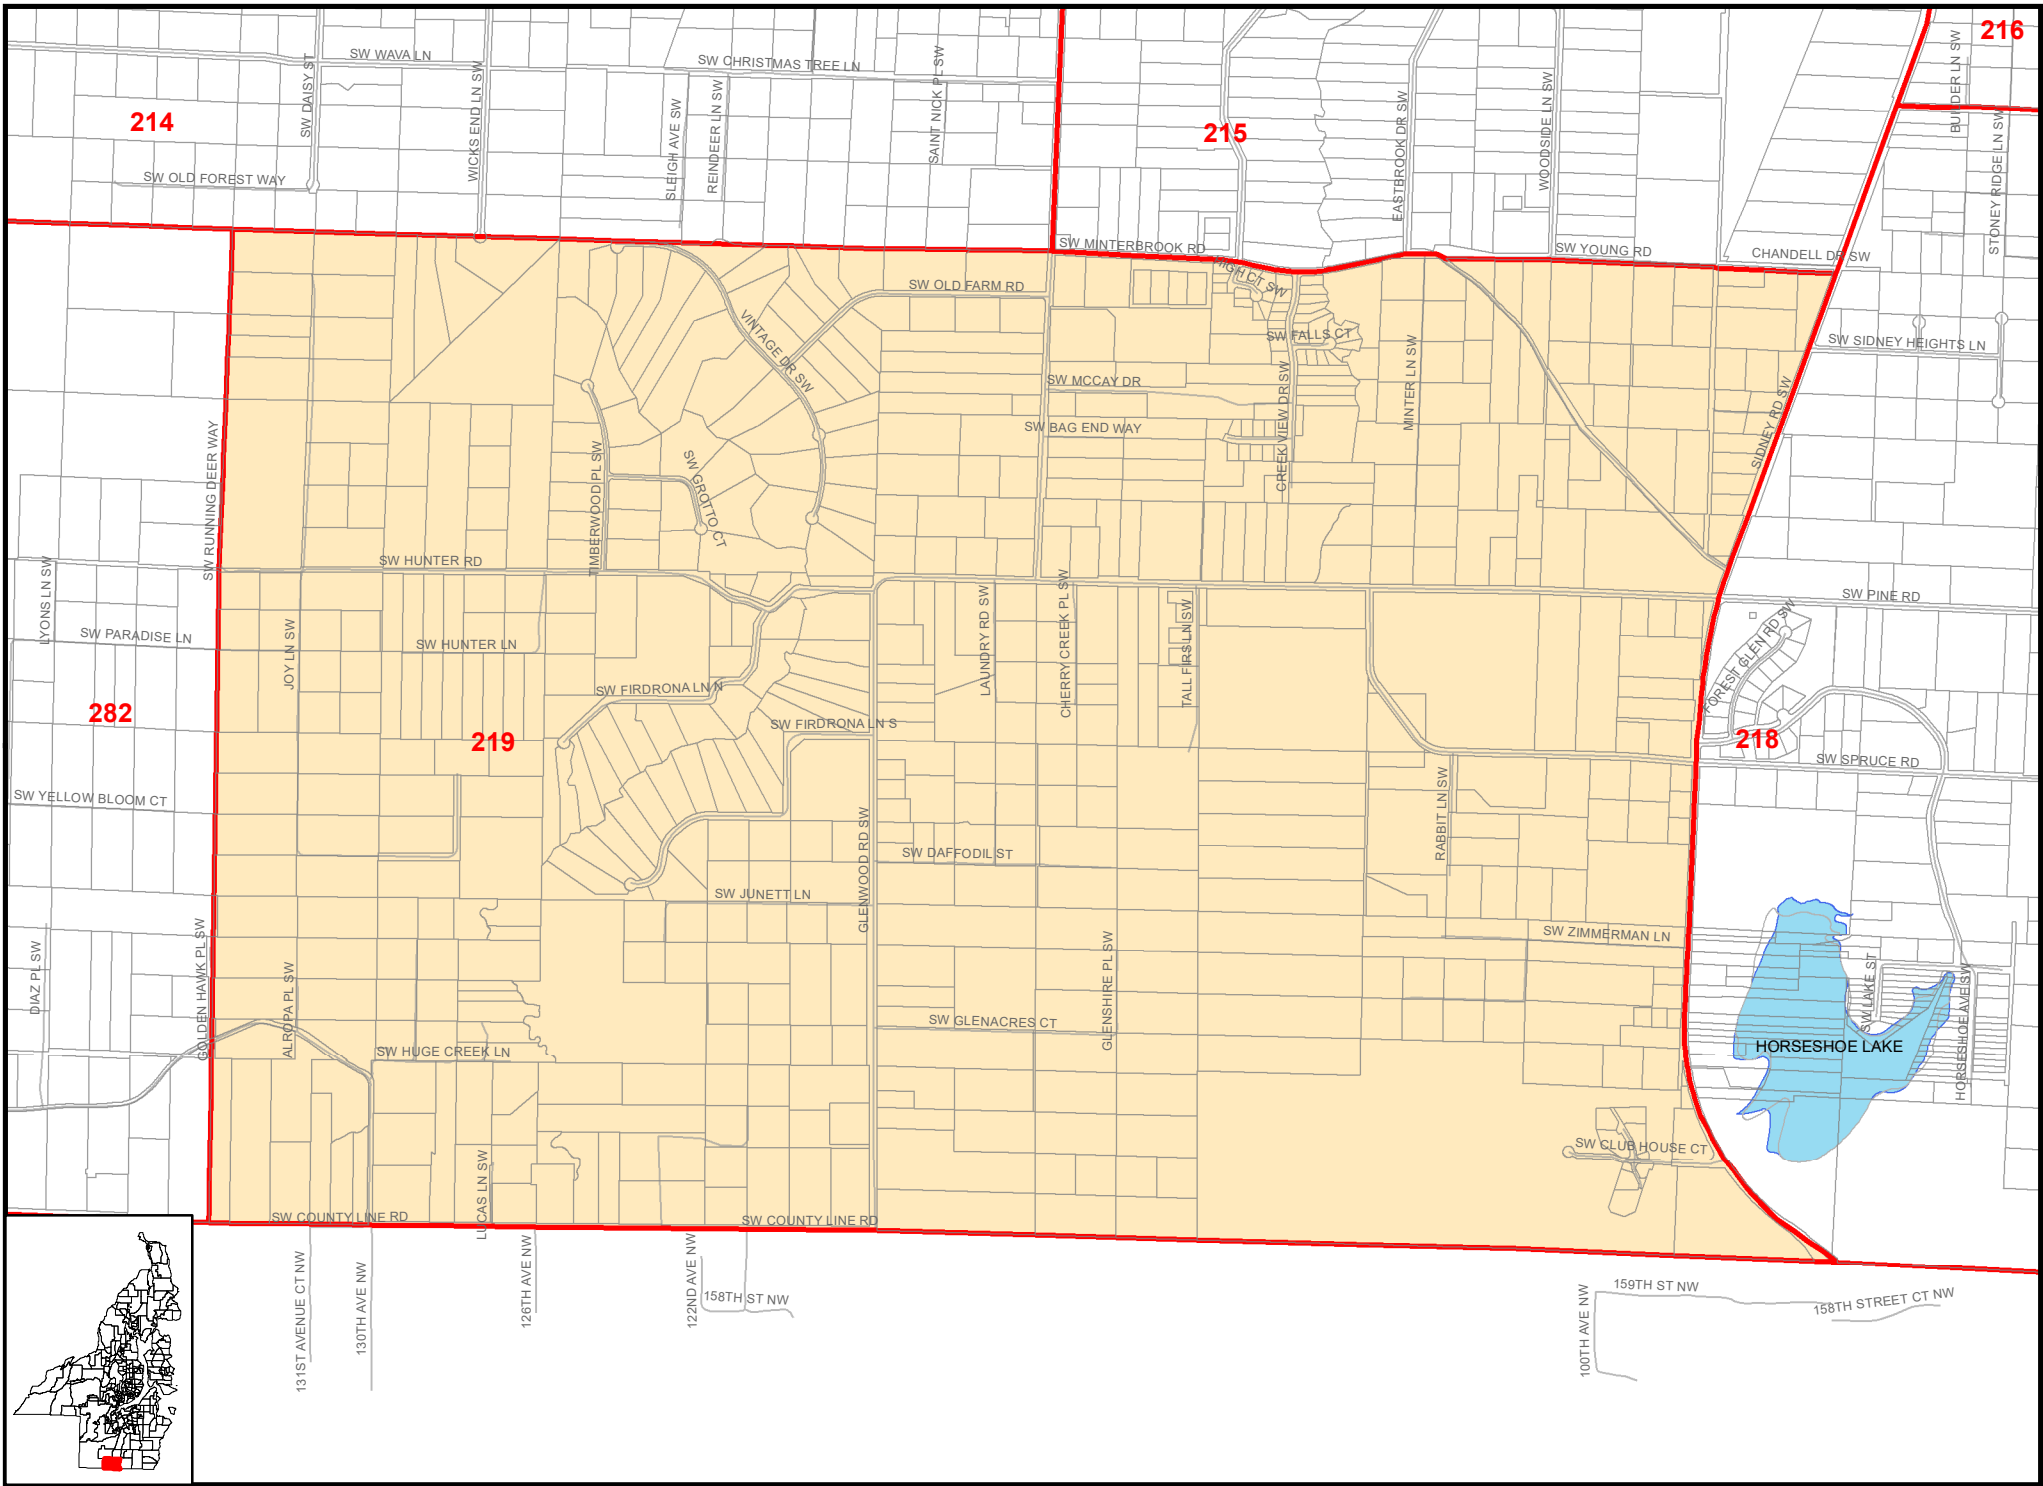 216
SW WAVA LN
SW CHRISTMAS TREE LN
SW DAISY ST
WICKS END LN SW
SLEIGH AVE SW
REINDEER LN SW
SAINT NICK PL SW
EASTBROOK DR SW
WOODSIDE LN SW
STONEY RIDGE LN SW
214
215
SW OLD FOREST WAY
SW MINTERBROOK RD
SW YOUNG RD
CHANDELL DR SW
HIGH CT SW
SW OLD FARM RD
VINTAGE DR SW
SW FALLS CT
SW SIDNEY HEIGHTS LN
SW MCCAY DR
CREEK VIEW DR SW
MINTER LN SW
SIDNEY RD SW
SW BAG END WAY
SW RUNNING DEER WAY
TIMBERWOOD PL SW
SW GROTTO CT
SW HUNTER RD
LYONS LN SW
SW PINE RD
SW PARADISE LN
JOY LN SW
SW HUNTER LN
LAUNDRY RD SW
CHERRY CREEK PL SW
TALL FIRS LN SW
FOREST GLEN RD SW
SW FIRDRONA LN N
SW FIRDRONA LN S
282
219
218
SW SPRUCE RD
SW YELLOW BLOOM CT
GLENWOOD RD SW
RABBIT LN SW
SW DAFFODIL ST
SW JUNETT LN
SW ZIMMERMAN LN
DIAZ PL SW
GOLDEN HAWK PL SW
ALROPA PL SW
GLENSHIRE PL SW
SW LAKE ST
HORSESHOE AVE SW
SW GLENACRES CT
SW HUGE CREEK LN
HORSESHOE LAKE
SW CLUB HOUSE CT
LUCAS LN SW
SW COUNTY LINE RD
SW COUNTY LINE RD
131ST AVENUE CT NW
130TH AVE NW
126TH AVE NW
122ND AVE NW
158TH ST NW
100TH AVE NW
159TH ST NW
158TH STREET CT NW